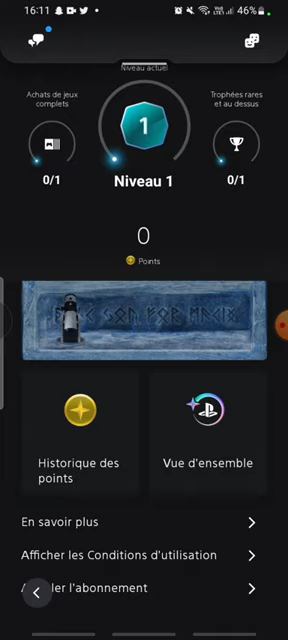 16:11
46%
Niveau actuel
Achats de jeux
complets
Trophées rares
et au dessus
1
0/1
Niveau 1
0/1
0
Points
Historique des
points
Vue d'ensemble
En savoir plus
Afficher les Conditions d'utilisation
l'abonnement